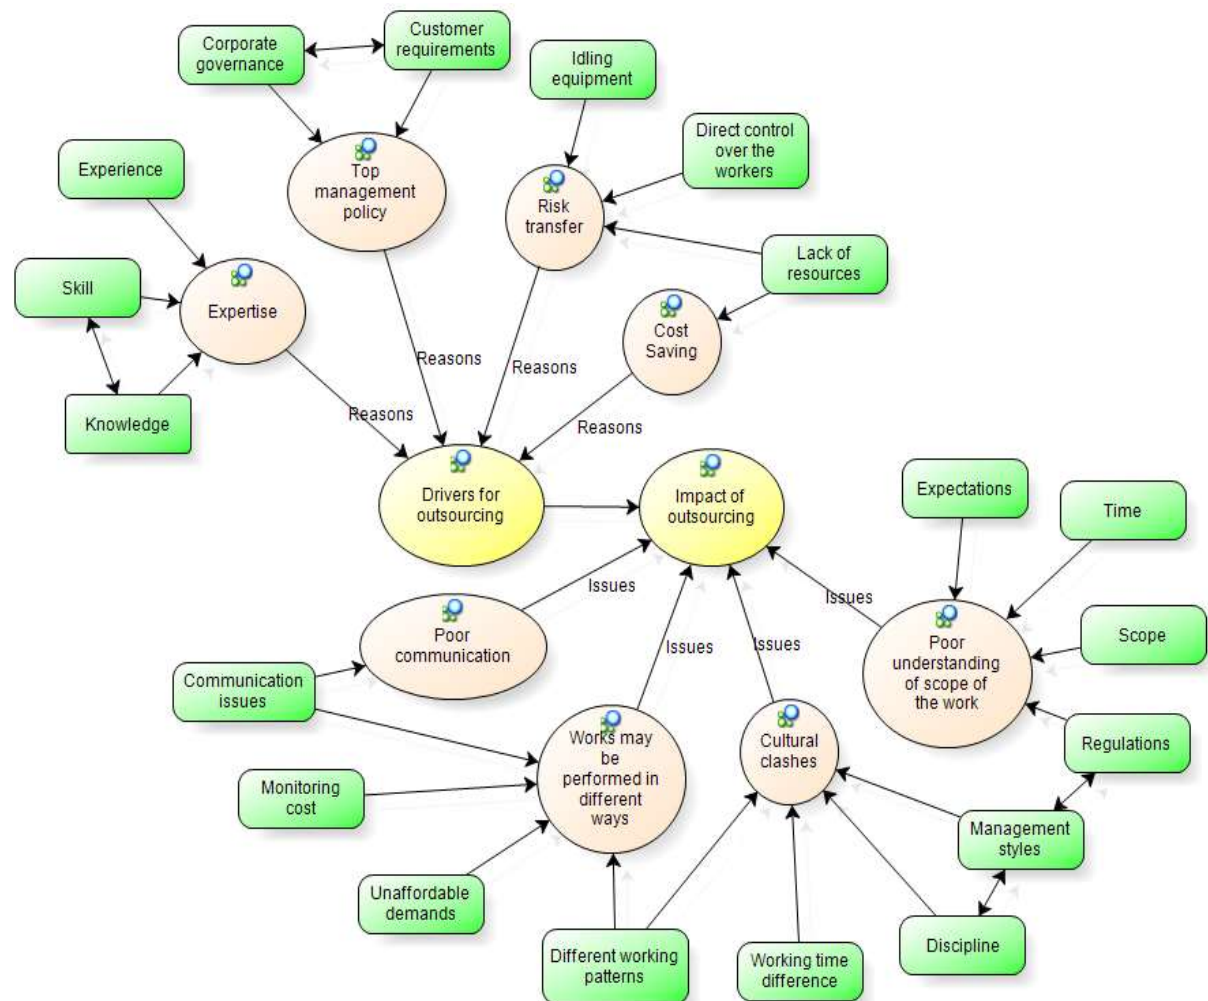 Corporate
governance
Customer
requirements
Idling
equipment
Direct control
over the
workers
Experience
Top
management
policy
Risk
transfer
Lack of
resources
Skill
Expertise
Cost
Saving
Knowledge
Reasons
Reasons
Reasons
Reasons
Drivers for
outsourcing
Impact of
outsourcing
Expectations
Time
Issues
Issues
Issues
Issues
Poor
communication
Poor
understanding
of scope of
the work
Scope
Communication
issues
Works may
be
performed in
different
ways
Cultural
clashes
Regulations
Monitoring
cost
Management
styles
Unaffordable
demands
Different working
patterns
Working time
difference
Discipline